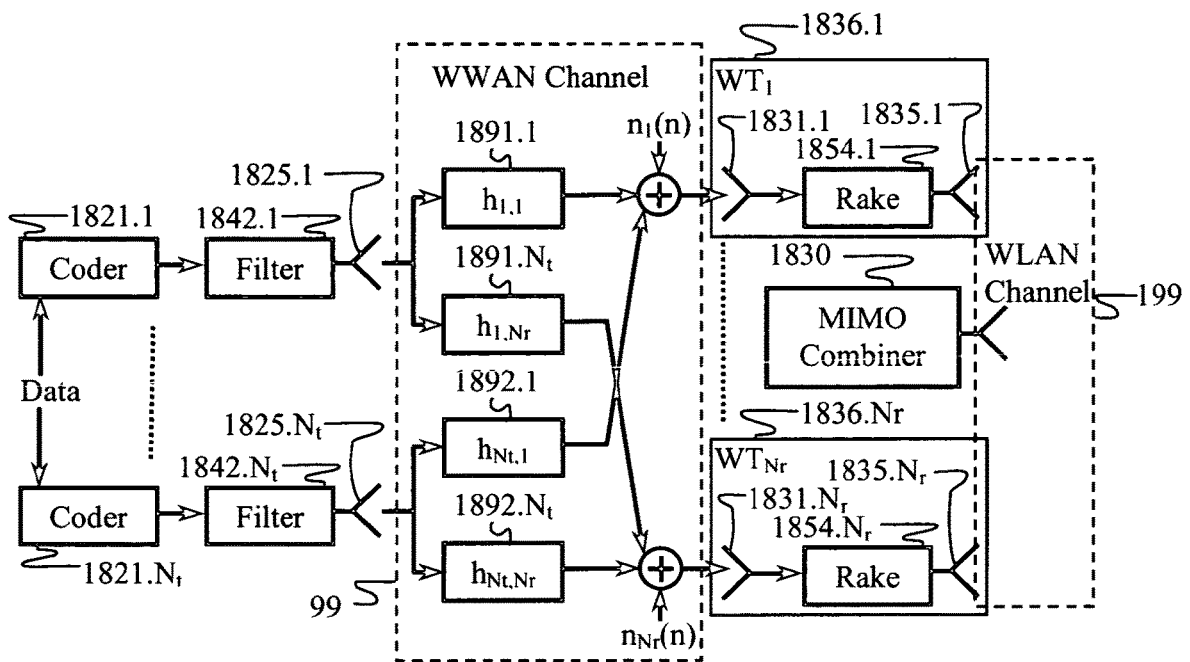 1836.1
WWAN Channel
WT1
1835.1
1831.1
n1(n)
1891.1
1854.1
1825.1
1821.1
1842.1
h1,1
Rake
Coder
Filter
1891.Nt
1830
WLAN
Channel
199
h1,Nr
MIMO
Combiner
Data
1892.1
1836.Nr
1825.Nt
hNt,1
WTNr
1842.Nt
1835.Nr
1892.Nt
1831.Nr
1854.Nr
Coder
Filter
hNt,Nr
Rake
1821.Nt
99
nNr(n)